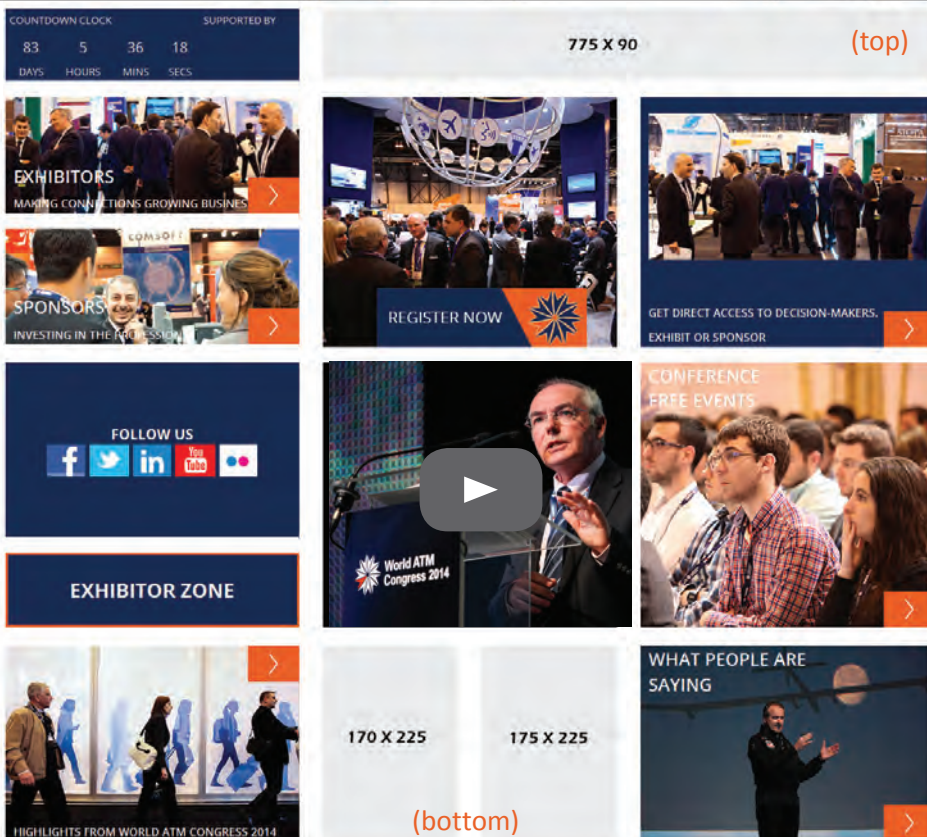 COUNTDOWN CLOCK
SUPPORTED BY
83 5 36 18
DAYS HOURS MINS SECS
775 X 90
(top)
EXHIBITORS
MAKING CONNECTIONS GROWING BUSINES
COMSOFT
SPONSORS
INVESTING IN THE PROFESSION
REGISTER NOW
GET DIRECT ACCESS TO DECISION-MAKERS.
EXHIBIT OR SPONSOR
FOLLOW US
f in You Tube
EXHIBITOR ZONE
World ATM
Congress 2014
CONFERENCE
FREE EVENTS
HIGHLIGHTS FROM WORLD ATM CONGRESS 2014
170 X 225
175 X 225
(bottom)
WHAT PEOPLE ARE
SAYING